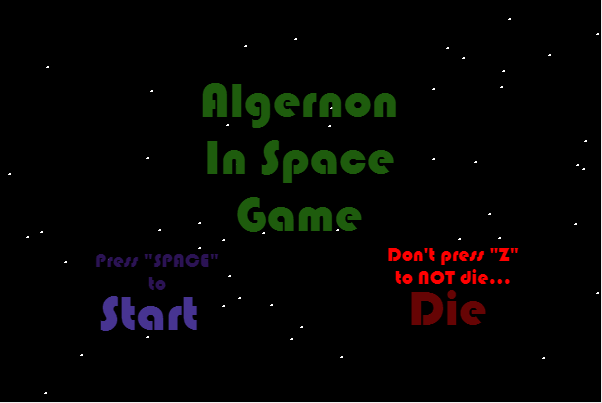 Algernon
In Space
Game
Press "SPACE"
to
Start
Don't press "Z"
to NOT die...
Die